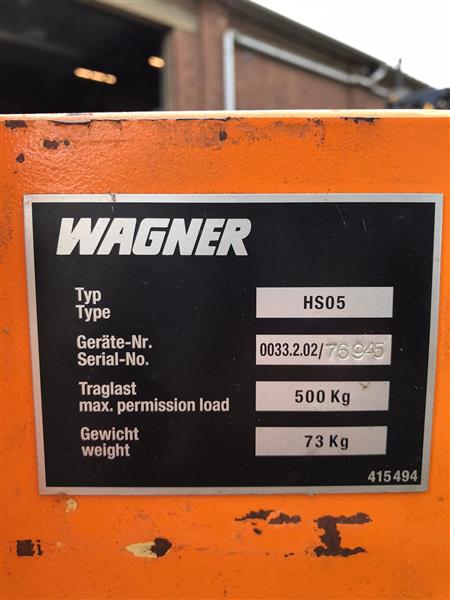 WAGNER
Typ
Type
HS05
Geräte-Nr.
Serial-No.
0033.2.02/76945
Traglast
max. permission load
500 Kg
Gewicht
weight
73 Kg
415494